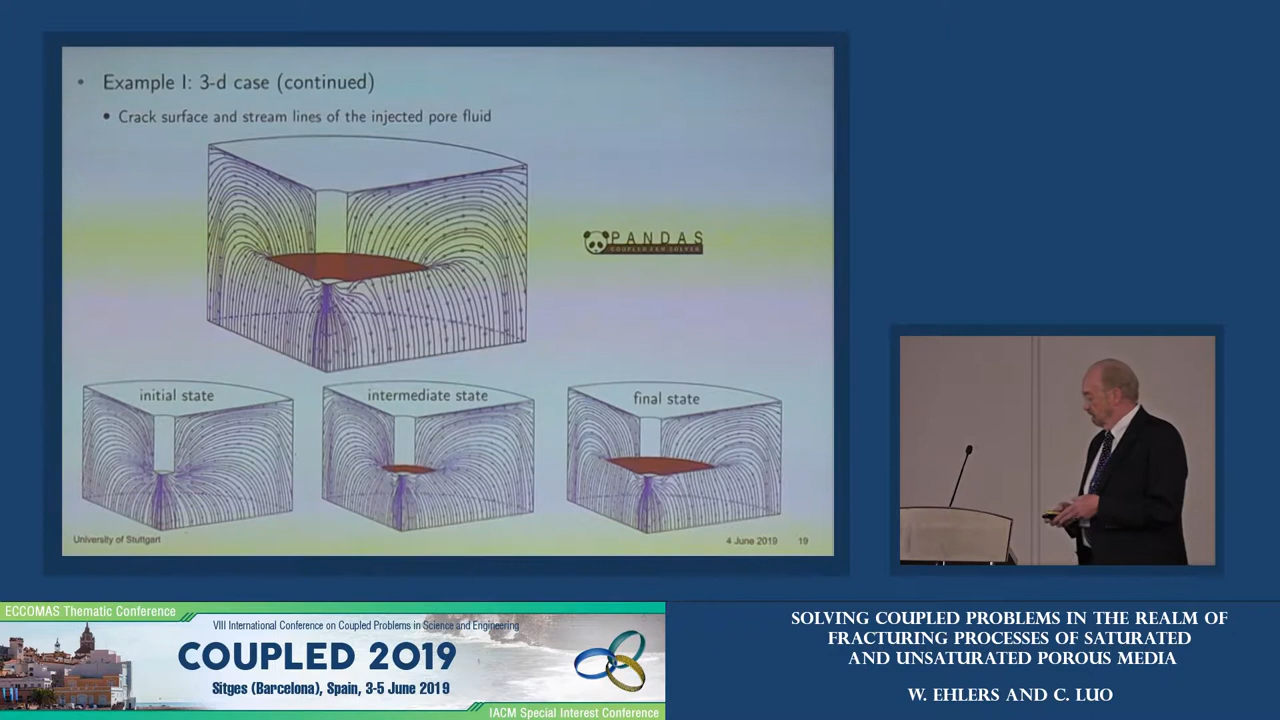 • Example I: 3-d case (continued)
• Crack surface and stream lines of the injected pore fluid
PANDAS
COUPLED FEM SOLVER
initial state
intermediate state
final state
University of Stuttgart
4 June 2019 19
ECCOMAS Thematic Conference
VIII International Conference on Coupled Problems in Science and Engineering
COUPLED 2019
Sitges (Barcelona), Spain, 3-5 June 2019
IACM Special Interest Conference
SOLVING COUPLED PROBLEMS IN THE REALM OF
FRACTURING PROCESSES OF SATURATED
AND UNSATURATED POROUS MEDIA
W. EHLERS AND C. LUO